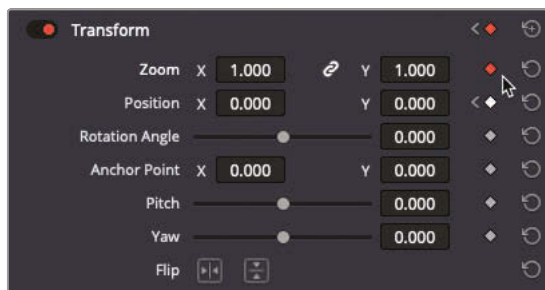 Transform
Zoom X 1.000 Y 1.000
Position X 0.000 Y 0.000
Rotation Angle 0.000
Anchor Point X 0.000 Y 0.000
Pitch 0.000
Yaw 0.000
Flip